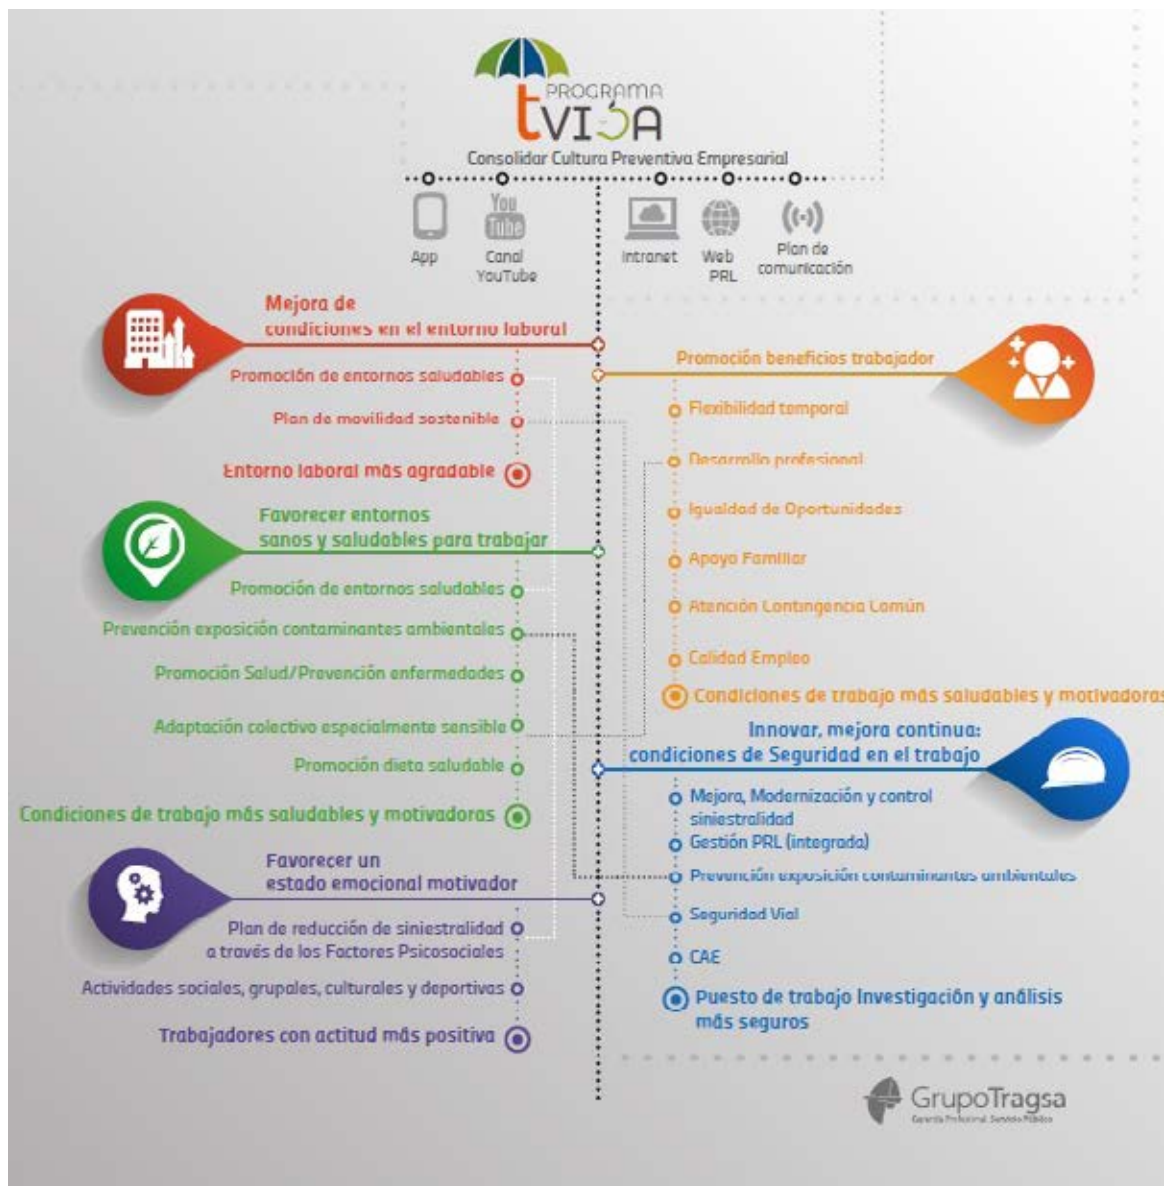 PROGRAMA
tVIDA
Consolidar Cultura Preventiva Empresarial
App
You
Tube
Canal
YouTube
Intranet
Web
PRL
Plan de
comunicación
Mejora de
condiciones en el entorno laboral
Promoción de entornos saludables
Plan de movilidad sostenible
Entorno laboral más agradable
Promoción beneficios trabajador
Flexibilidad temporal
Desarrollo profesional
Igualdad de Oportunidades
Apoyo Familiar
Atención Contingencia Común
Calidad Empleo
Condiciones de trabajo más saludables y motivadoras
Favorecer entornos
sanos y saludables para trabajar
Promoción de entornos saludables
Prevención exposición contaminantes ambientales
Promoción Salud/Prevención enfermedades
Adaptación colectivo especialmente sensible
Promoción dieta saludable
Condiciones de trabajo más saludables y motivadoras
Innovar, mejora continua:
condiciones de Seguridad en el trabajo
Mejora, Modernización y control
siniestralidad
Gestión PRL (integrada)
Prevención exposición contaminantes ambientales
Seguridad Vial
CAE
Puesto de trabajo Investigación y análisis
más seguros
Favorecer un
estado emocional motivador
Plan de reducción de siniestralidad
a través de los Factores Psicosociales
Actividades sociales, grupales, culturales y deportivas
Trabajadores con actitud más positiva
GrupoTragsa
Garantía Profesional, Servicio Público